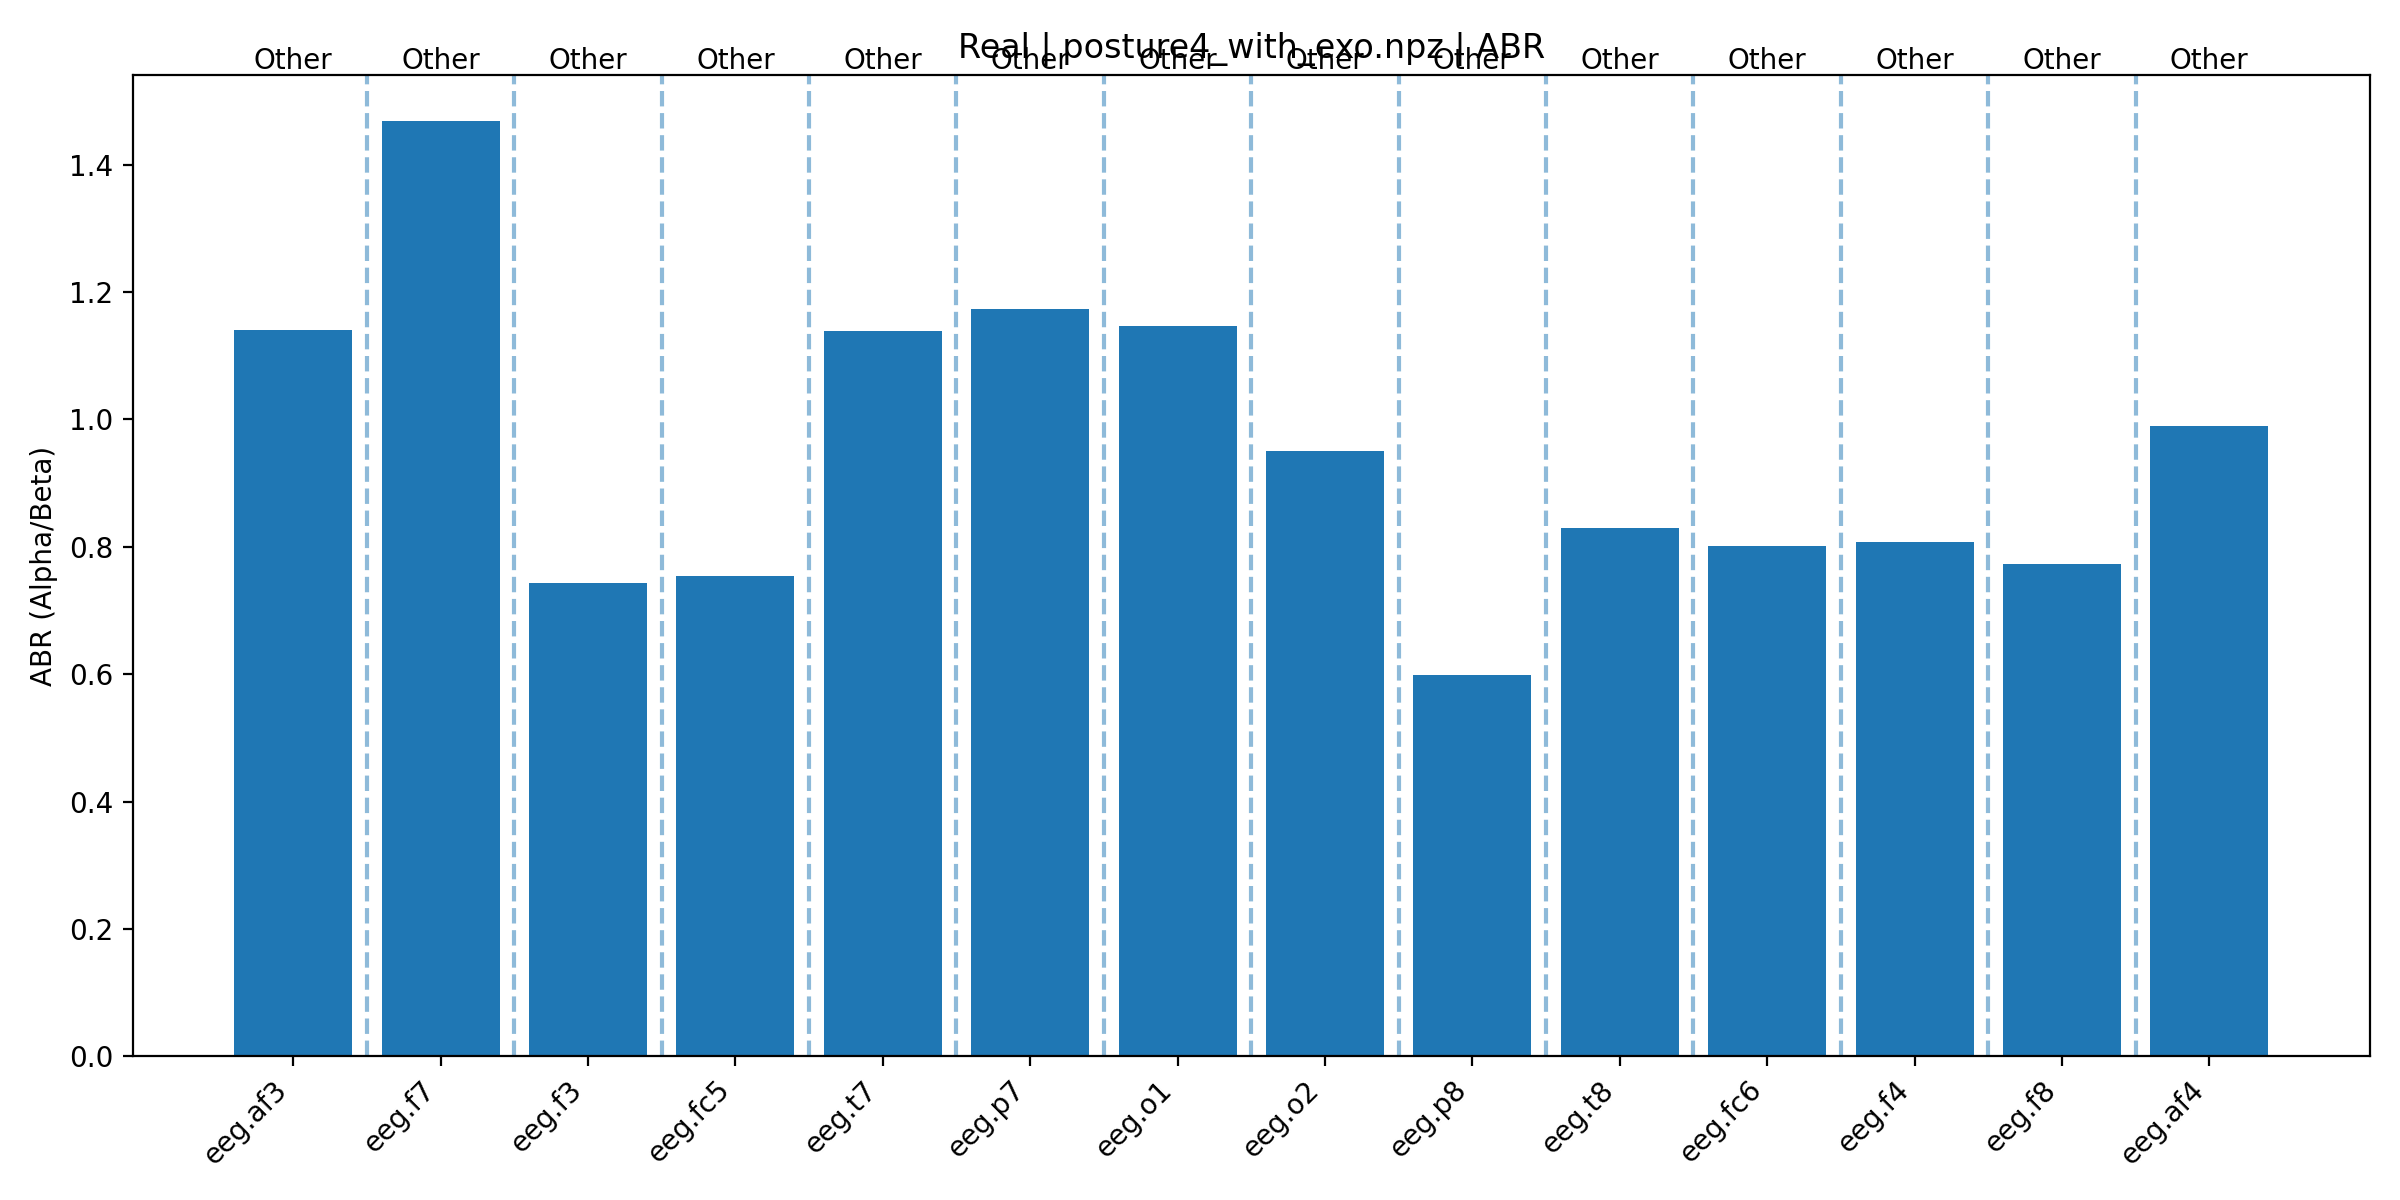 Real | posture4_with_exo.npz | ABR
Other Other Other Other Other Other Other Other Other Other Other Other Other Other
ABR (Alpha/Beta)
1.4
1.2
1.0
0.8
0.6
0.4
0.2
0.0
eeg.af3 eeg.f7 eeg.f3 eeg.fc5 eeg.t7 eeg.p7 eeg.o1 eeg.o2 eeg.p8 eeg.t8 eeg.fc6 eeg.f4 eeg.f8 eeg.af4